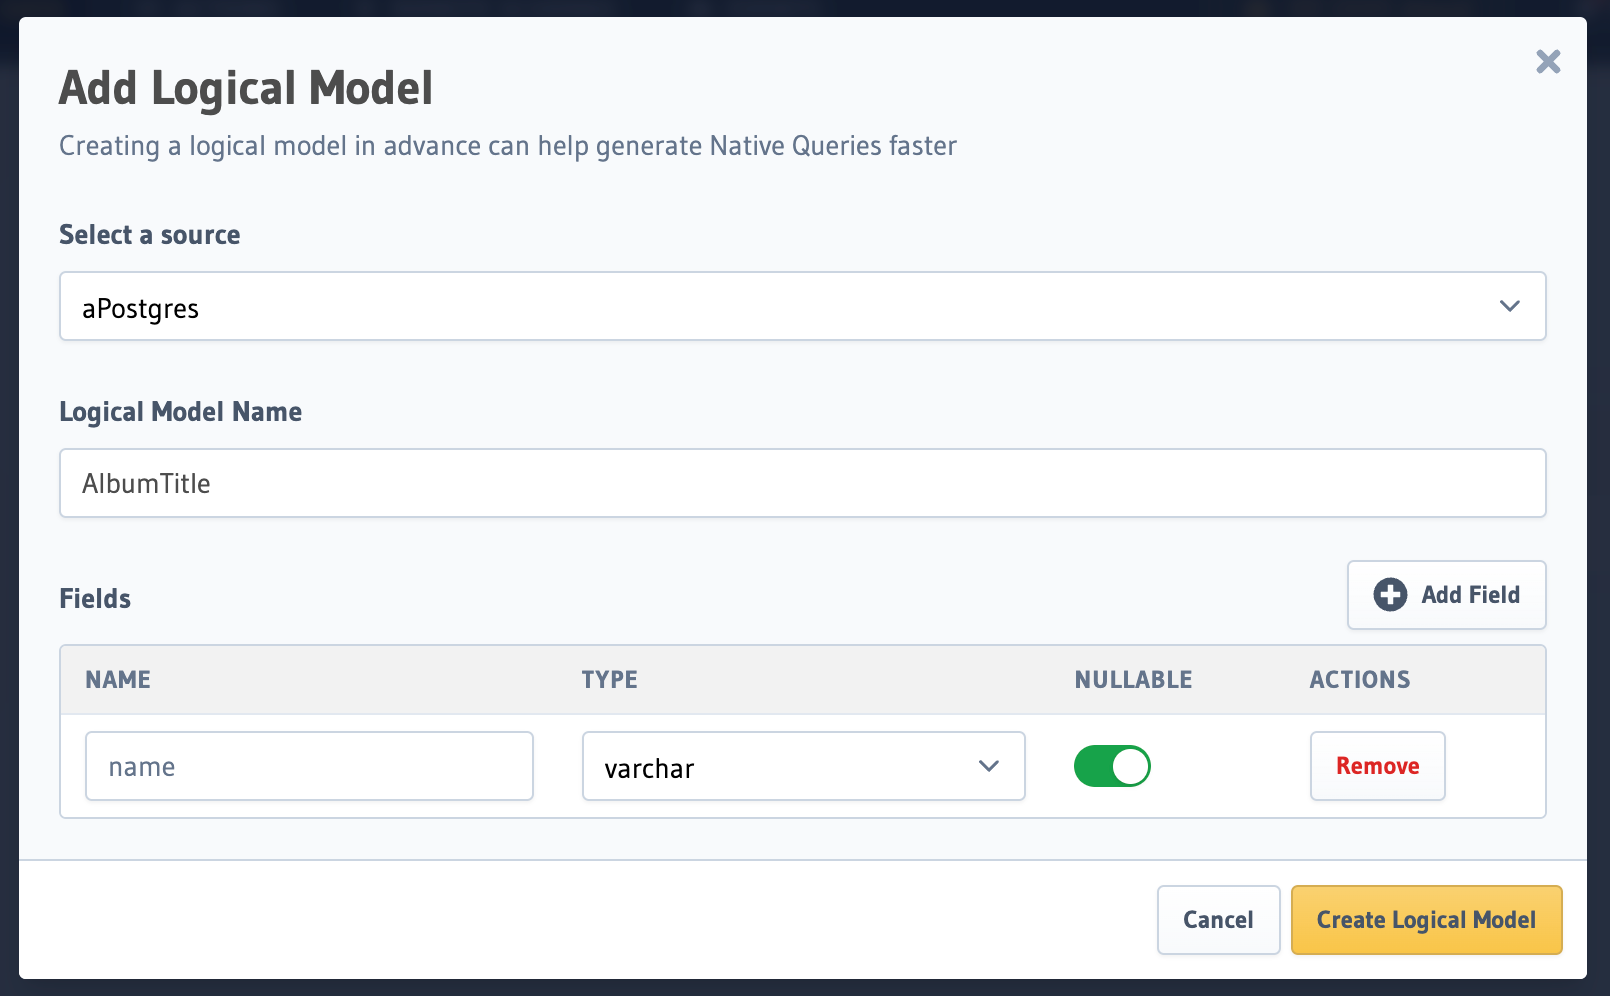 Add Logical Model
Creating a logical model in advance can help generate Native Queries faster
Select a source
aPostgres
Logical Model Name
AlbumTitle
Fields
Add Field
NAME TYPE NULLABLE ACTIONS
name varchar Remove
Cancel Create Logical Model